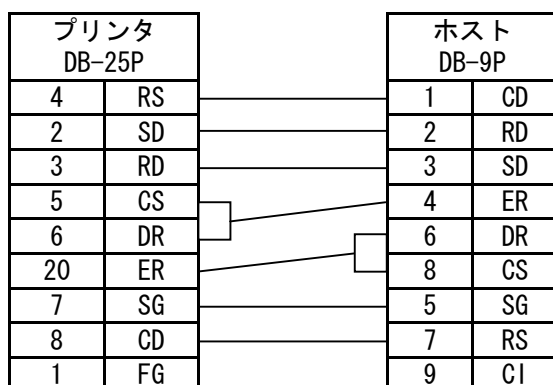 プリンタ ホスト
DB-25P DB-9P
4 RS 1 CD
2 SD 2 RD
3 RD 3 SD
5 CS 4 ER
6 DR 6 DR
20 ER 8 CS
7 SG 5 SG
8 CD 7 RS
1 FG 9 CI